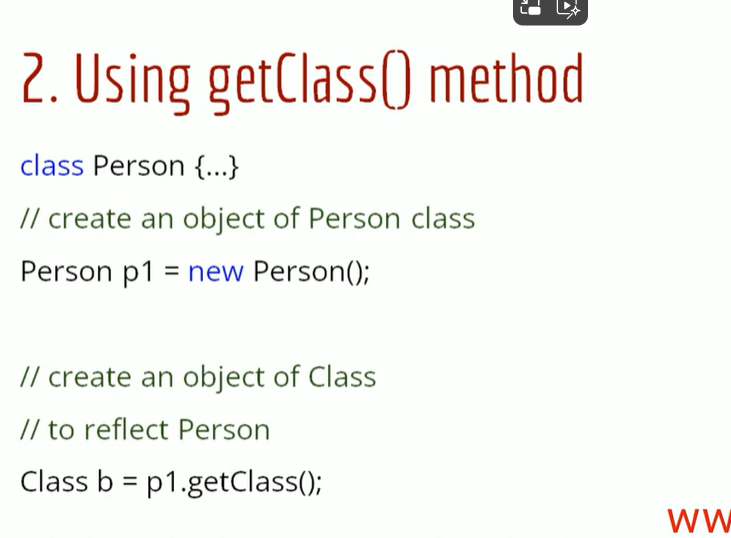 2. Using getClass() method
class Person {...}
// create an object of Person class
Person p1 = new Person();
// create an object of Class
// to reflect Person
Class b = p1.getClass();